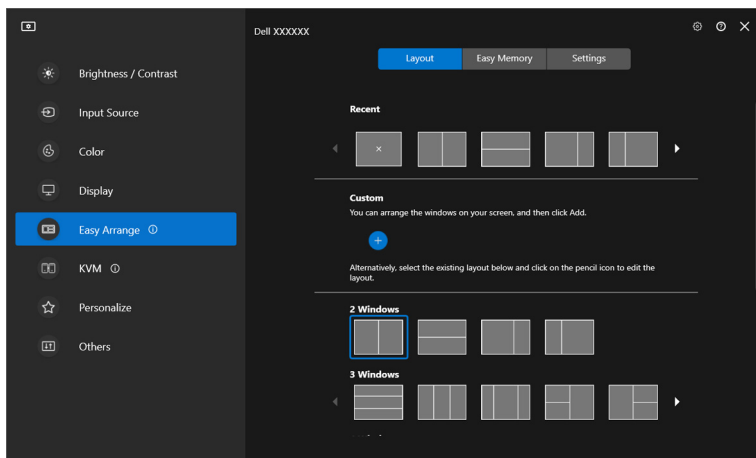 Dell XXXXXX
Brightness / Contrast
Input Source
Color
Display
Easy Arrange
KVM
Personalize
Others
Layout
Easy Memory
Settings
Recent
Custom
You can arrange the windows on your screen, and then click Add.
Alternatively, select the existing layout below and click on the pencil icon to edit the
layout.
2 Windows
3 Windows